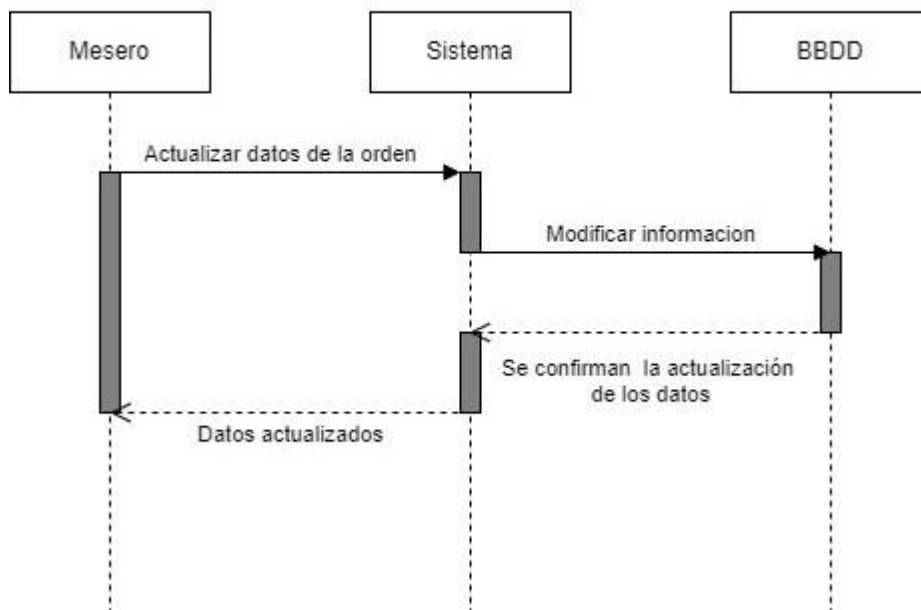 Mesero
Sistema
BBDD
Actualizar datos de la orden
Modificar informacion
Se confirman la actualización
de los datos
Datos actualizados